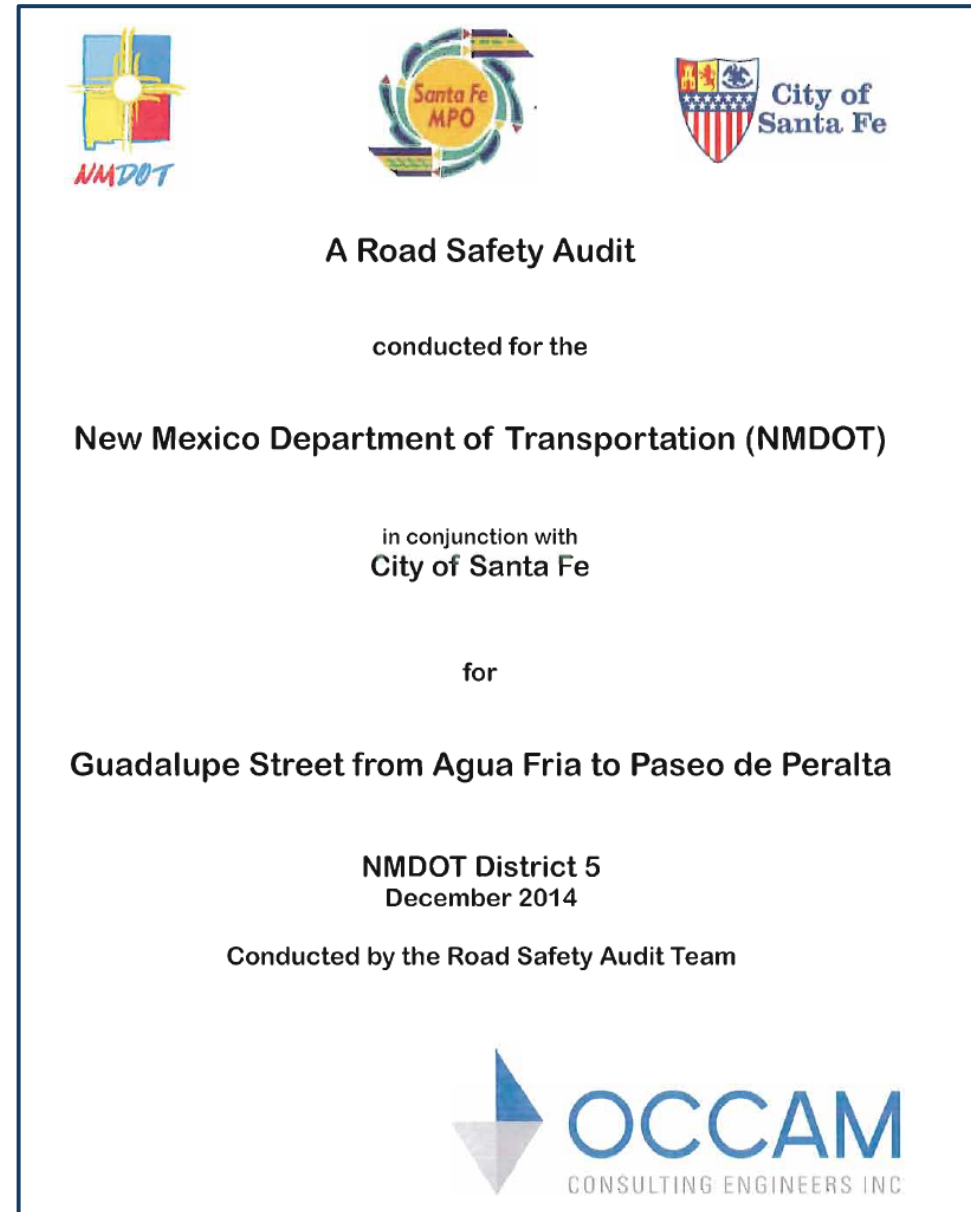 NMDOT
Santa Fe
MPO
City of
Santa Fe
A Road Safety Audit
conducted for the
New Mexico Department of Transportation (NMDOT)
in conjunction with
City of Santa Fe
for
Guadalupe Street from Agua Fria to Paseo de Peralta
NMDOT District 5
December 2014
Conducted by the Road Safety Audit Team
OCCAM
CONSULTING ENGINEERS INC